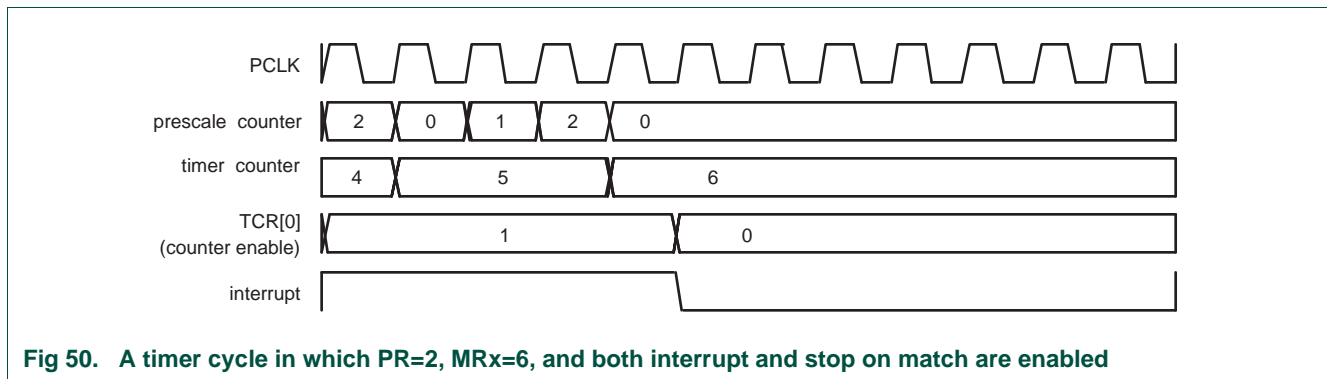 PCLK
prescale counter 2 0 1 2 0
timer counter 4 5 6
TCR[0]
(counter enable) 1 0
interrupt
Fig 50. A timer cycle in which PR=2, MRx=6, and both interrupt and stop on match are enabled